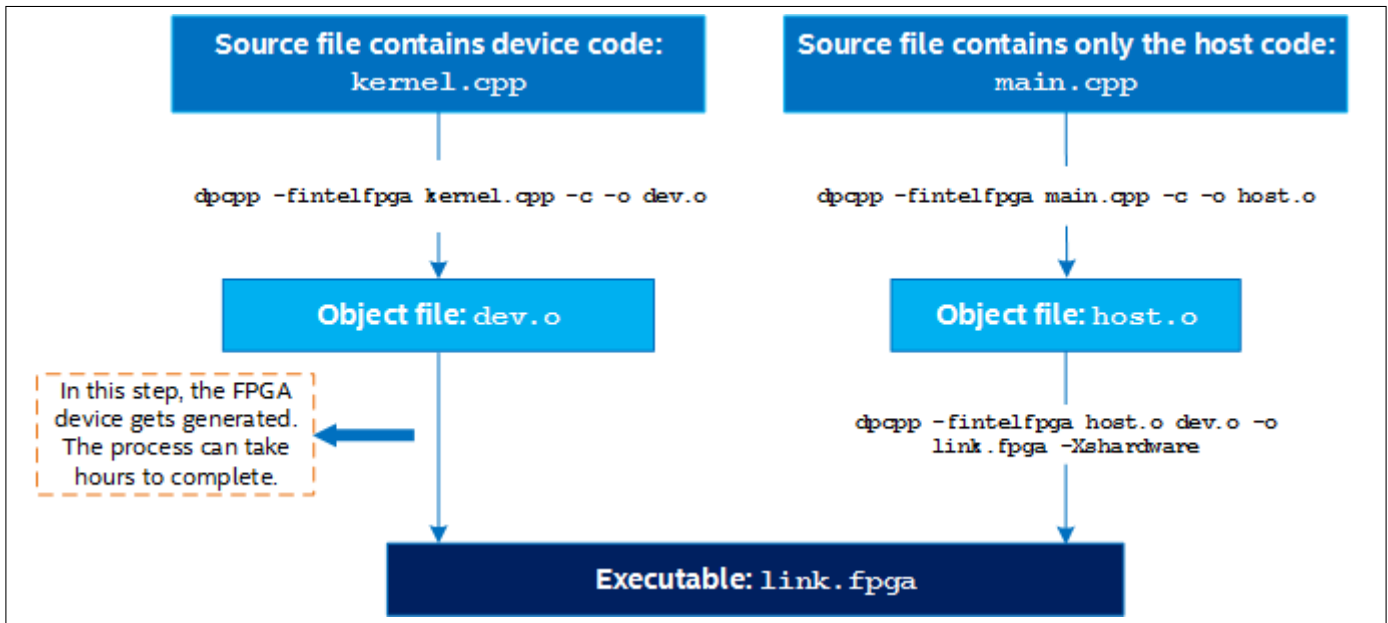 Source file contains device code:
kernel.cpp
Source file contains only the host code:
main.cpp
dpcpp -fintelfpga kernel.cpp -c -o dev.o
dpcpp -fintelfpga main.cpp -c -o host.o
Object file: dev.o
Object file: host.o
In this step, the FPGA
device gets generated.
The process can take
hours to complete.
dpcpp -fintelfpga host.o dev.o -o
link.fpga -Xshardware
Executable: link.fpga